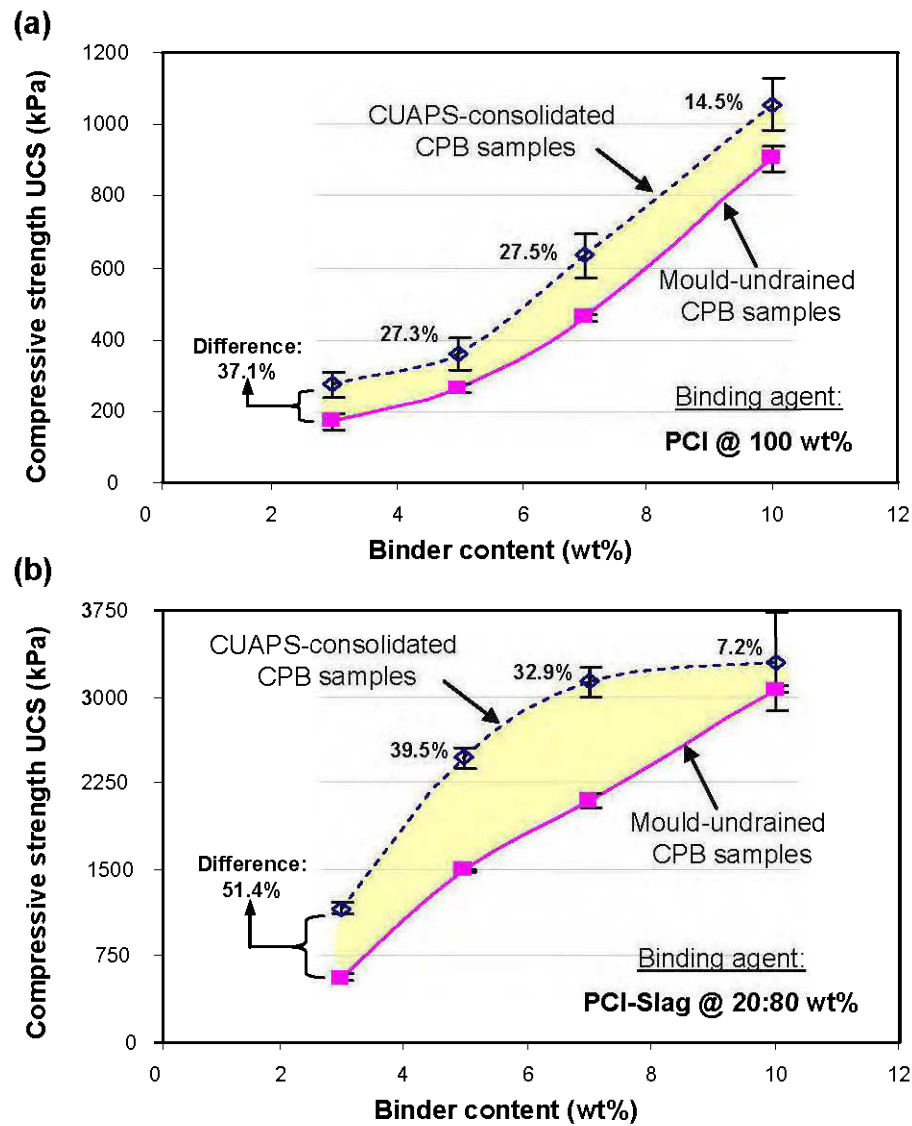 (a)
Compressive strength UCS (kPa)
1200
1000
800
600
400
200
0
0 2 4 6 8 10 12
Binder content (wt%)
CUAPS-consolidated
CPB samples
14.5%
27.5%
Mould-undrained
CPB samples
27.3%
Difference:
37.1%
Binding agent:
PCI @ 100 wt%
(b)
Compressive strength UCS (kPa)
3750
3000
2250
1500
750
0
0 2 4 6 8 10 12
Binder content (wt%)
CUAPS-consolidated
CPB samples
7.2%
32.9%
39.5%
Mould-undrained
CPB samples
Difference:
51.4%
Binding agent:
PCI-Slag @ 20:80 wt%